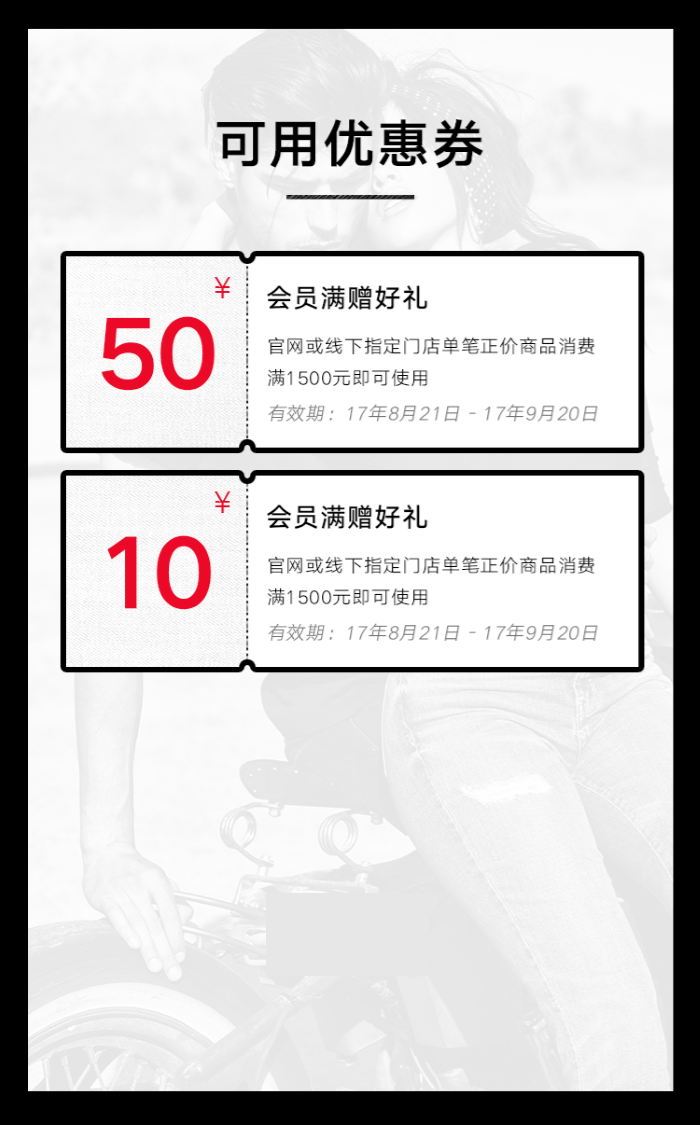 可用优惠券
¥
50
会员满赠好礼
官网或线下指定门店单笔正价商品消费
满1500元即可使用
有效期：17年8月21日 - 17年9月20日
¥
10
会员满赠好礼
官网或线下指定门店单笔正价商品消费
满1500元即可使用
有效期：17年8月21日 - 17年9月20日